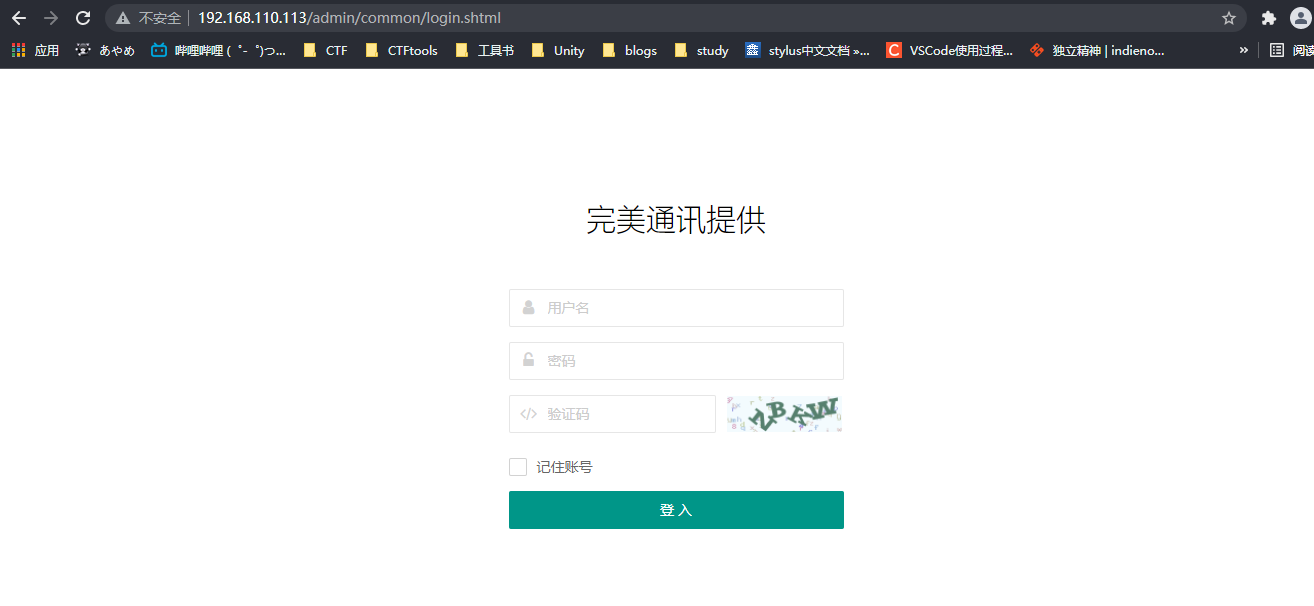 不安全 192.168.110.113/admin/common/login.shtml
应用 あやめ 哔哩哔哩 ( ゜- ゜)つ... CTF CTFtools 工具书 Unity blogs study 鑫 stylus中文文档 »... C VSCode使用过程... 独立精神 | indieno... » 阅读
完美通讯提供
用户名
密码
</> 验证码 ZBKW
记住账号
登 入